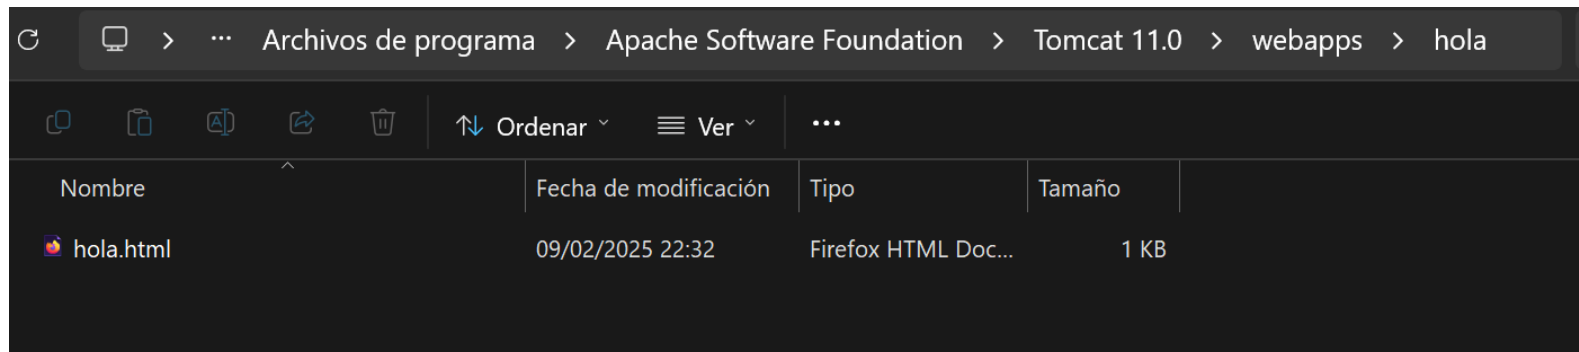 ··· Archivos de programa > Apache Software Foundation > Tomcat 11.0 > webapps > hola
Ordenar Ver ···
Nombre Fecha de modificación Tipo Tamaño
hola.html 09/02/2025 22:32 Firefox HTML Doc... 1 KB